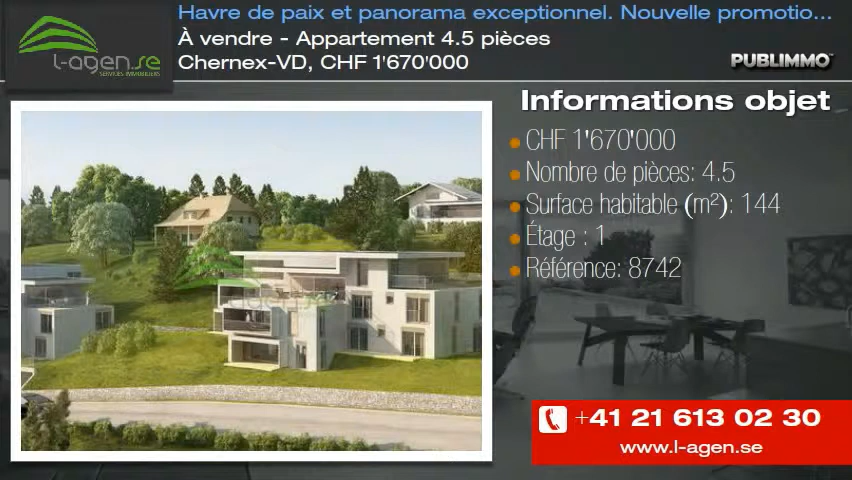 Havre de paix et panorama exceptionnel. Nouvelle promotio...
À vendre - Appartement 4.5 pièces
Chernex-VD, CHF 1'670'000
l-agen.se
SERVICES IMMOBILIERS
PUBLIMMO
Informations objet
CHF 1'670'000
Nombre de pièces: 4.5
Surface habitable (m²): 144
Étage : 1
Référence: 8742
l-agen.se
+41 21 613 02 30
www.l-agen.se